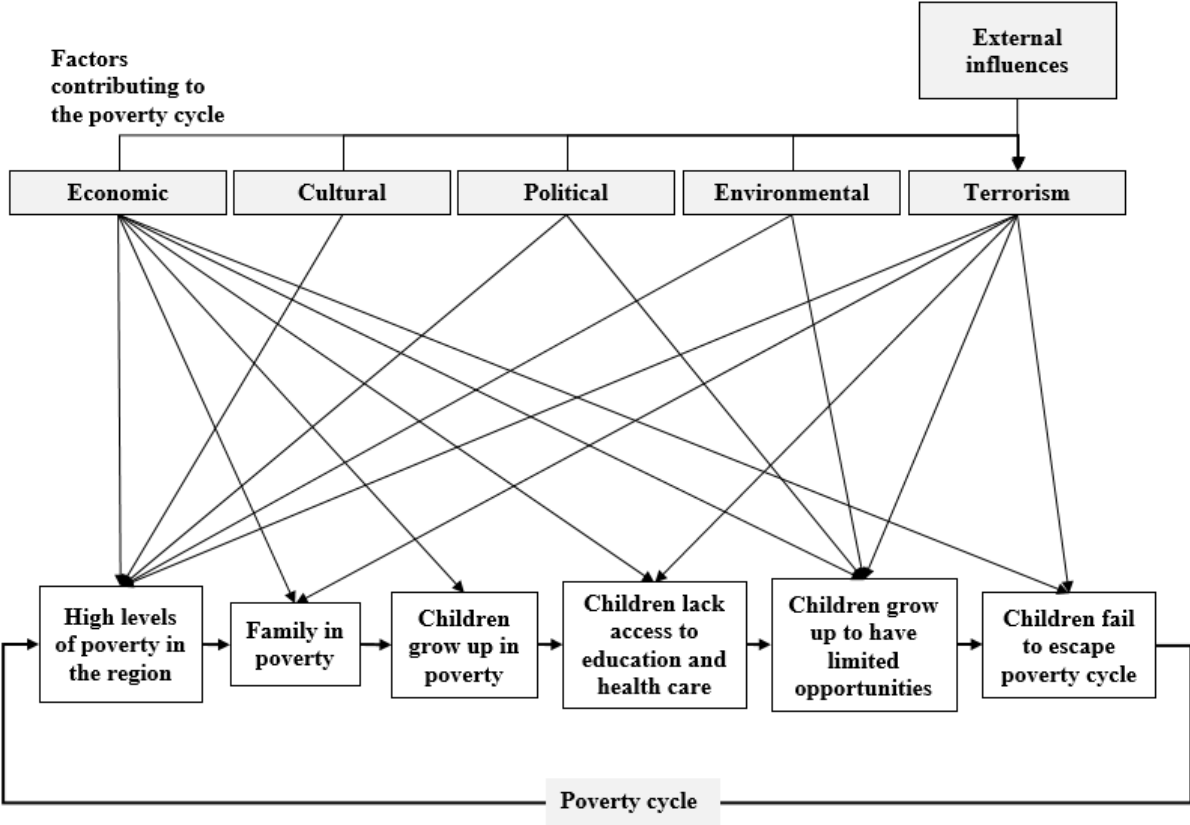 External
influences
Factors
contributing to
the poverty cycle
Economic
Cultural
Political
Environmental
Terrorism
High levels
of poverty in
the region
Family in
poverty
Children
grow up in
poverty
Children lack
access to
education and
health care
Children grow
up to have
limited
opportunities
Children fail
to escape
poverty cycle
Poverty cycle